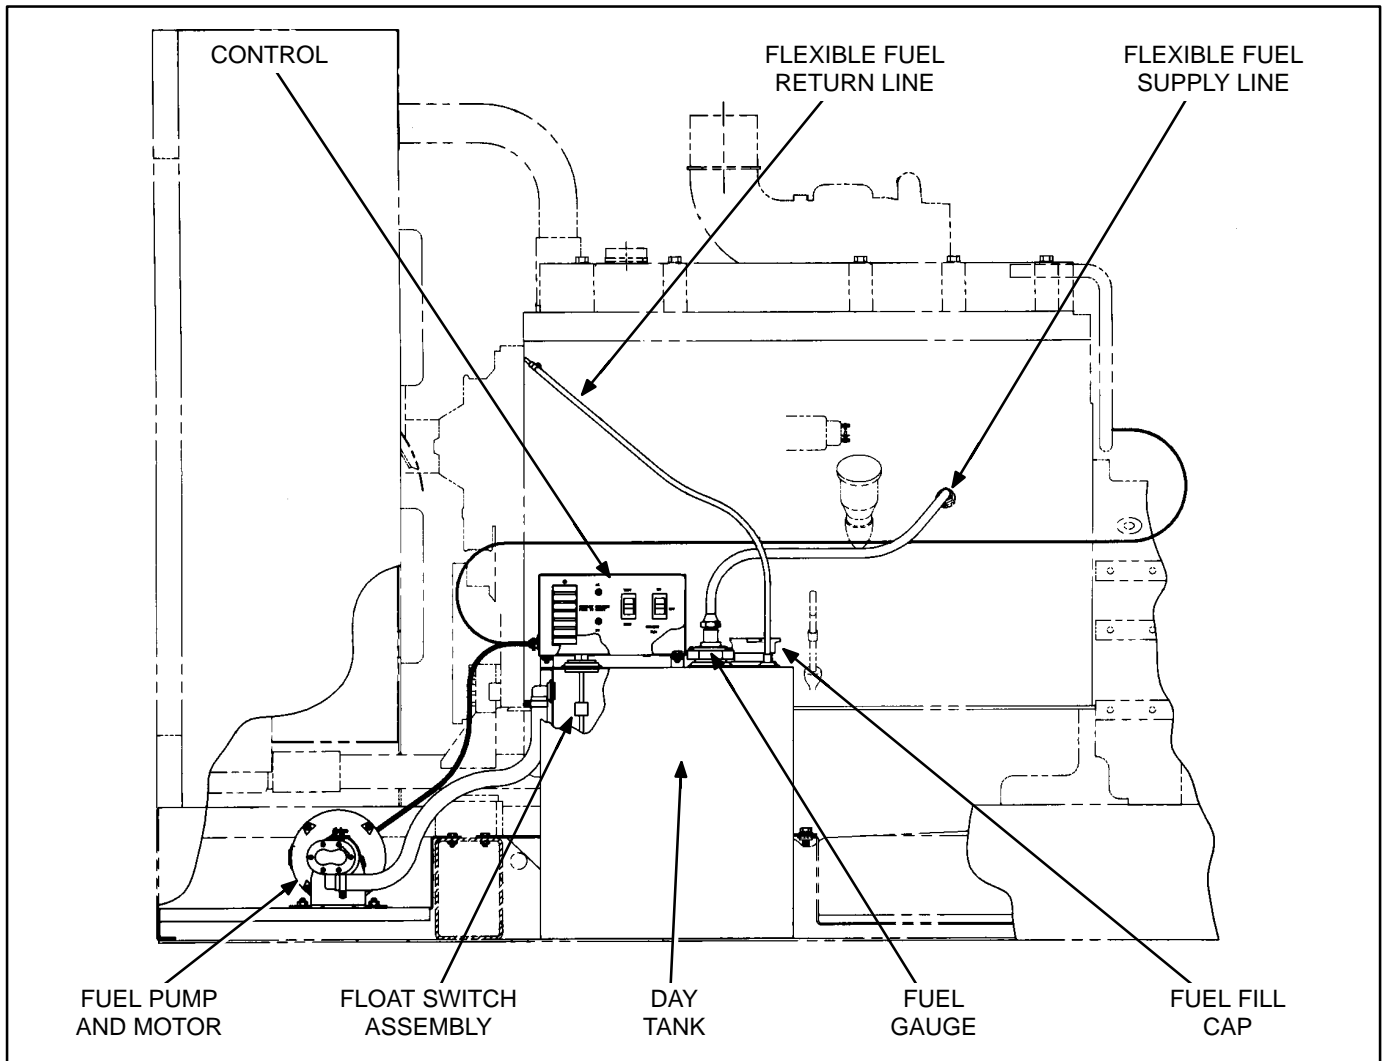 CONTROL
FLEXIBLE FUEL
RETURN LINE
FLEXIBLE FUEL
SUPPLY LINE
FUEL PUMP
AND MOTOR
FLOAT SWITCH
ASSEMBLY
DAY
TANK
FUEL
GAUGE
FUEL FILL
CAP